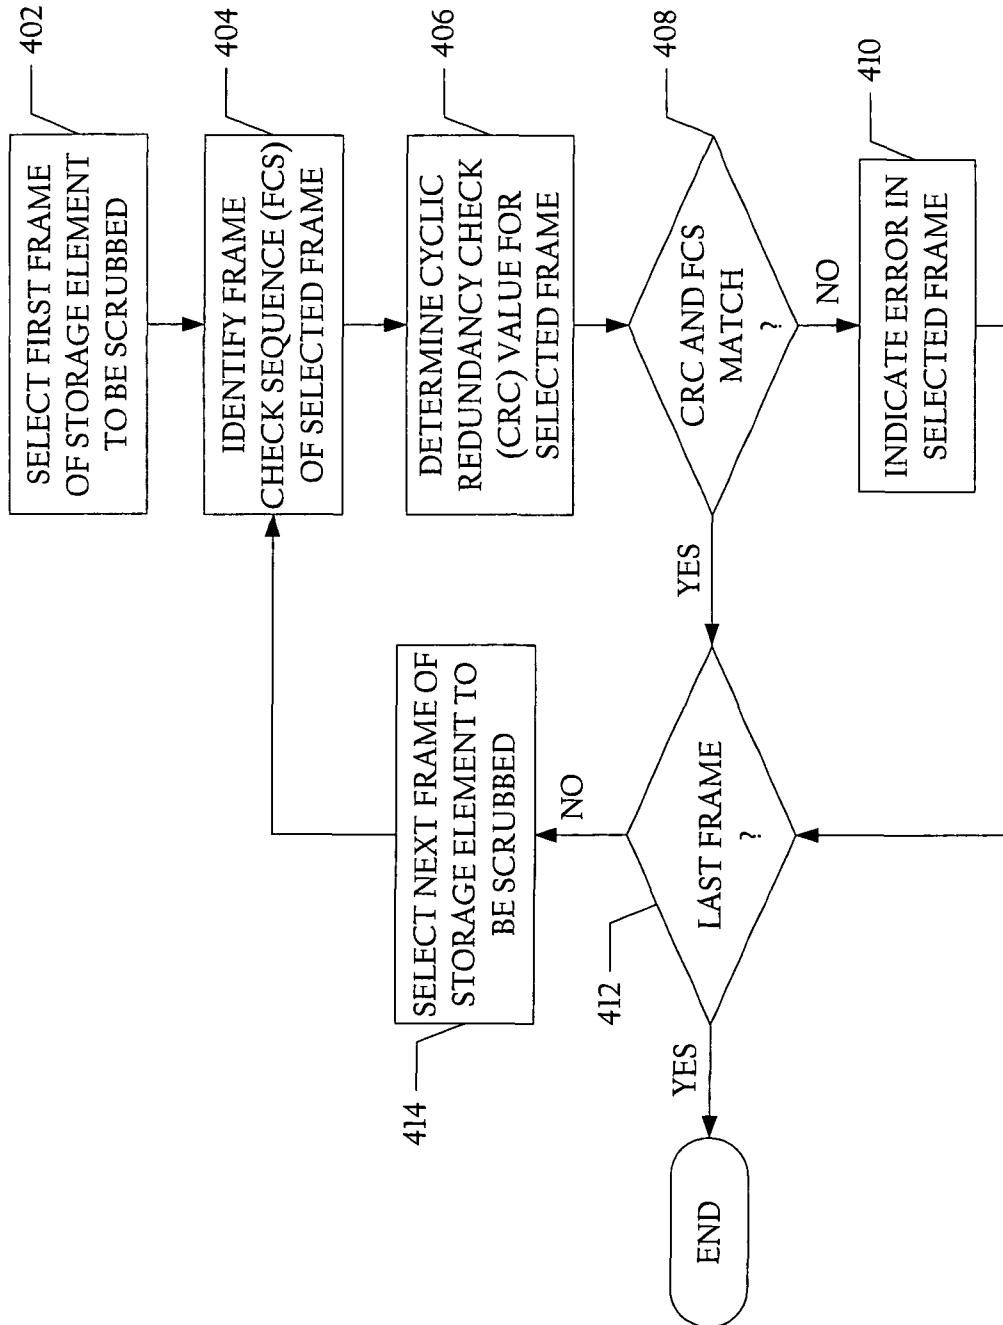 402
SELECT FIRST FRAME
OF STORAGE ELEMENT
TO BE SCRUBBED
404
IDENTIFY FRAME
CHECK SEQUENCE (FCS)
OF SELECTED FRAME
406
DETERMINE CYCLIC
REDUNDANCY CHECK
(CRC) VALUE FOR
SELECTED FRAME
408
CRC AND FCS
MATCH
?
NO
YES
410
INDICATE ERROR IN
SELECTED FRAME
412
LAST FRAME
?
NO
YES
414
SELECT NEXT FRAME OF
STORAGE ELEMENT TO
BE SCRUBBED
END